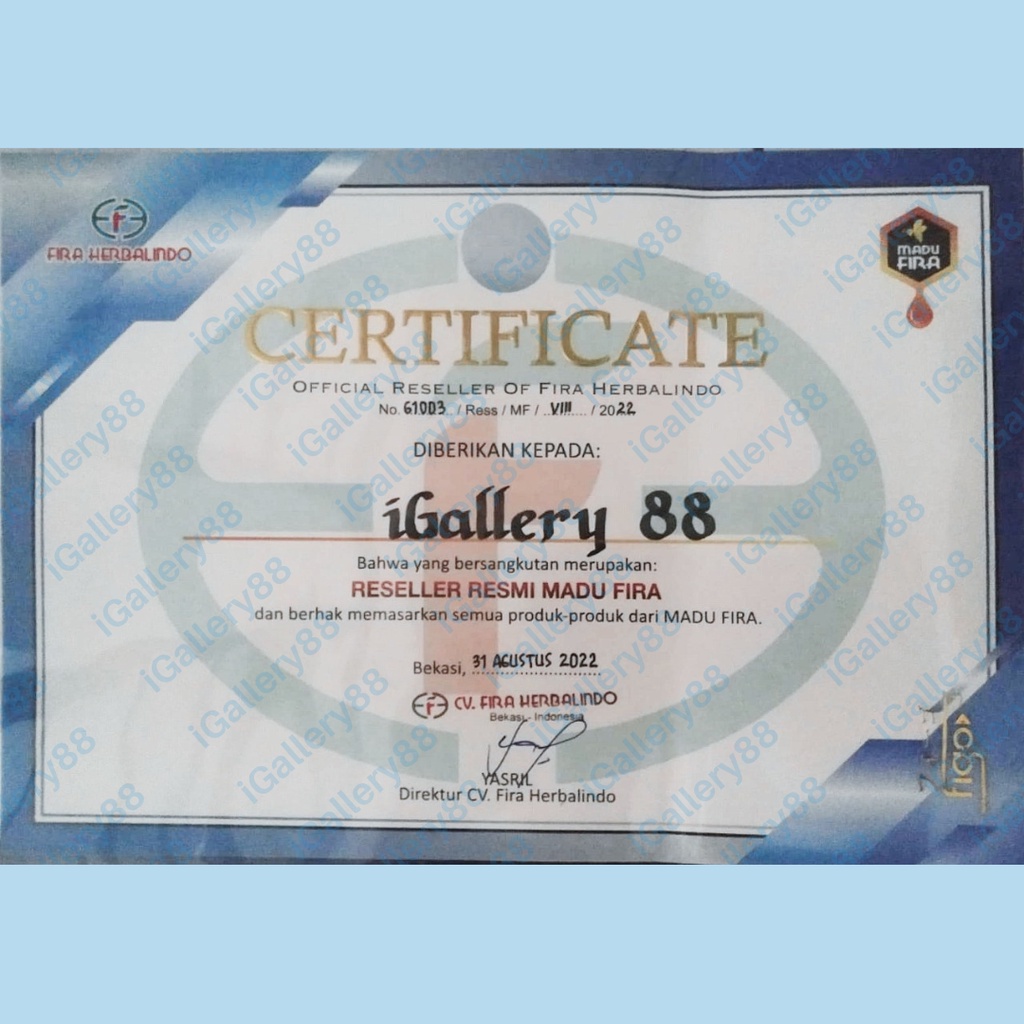 FIRA HERBALINDO
MADU
FIRA
CERTIFICATE
OFFICIAL RESELLER OF FIRA HERBALINDO
No. 61003 / Ress / MF / VIII / 2022
DIBERIKAN KEPADA:
iGallery 88
Bahwa yang bersangkutan merupakan:
RESELLER RESMI MADU FIRA
dan berhak memasarkan semua produk-produk dari MADU FIRA.
Bekasi, 31 AGUSTUS 2022
CV. FIRA HERBALINDO
Bekasi - Indonesia
YASRIL
Direktur CV. Fira Herbalindo
figo
iGallery88